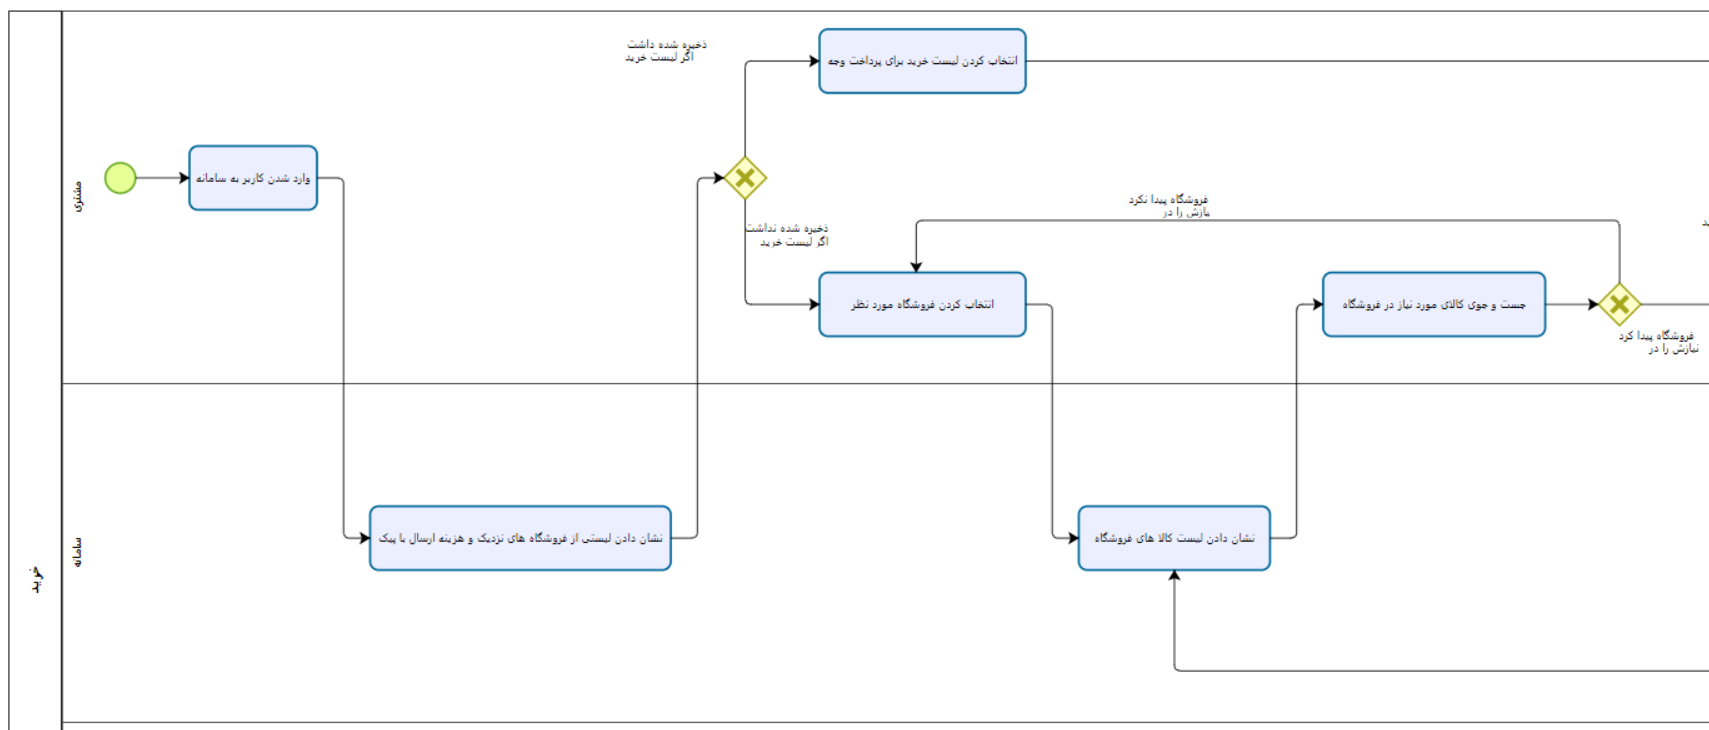 خرید
مشتری
سامانه
وارد شدن کاربر به سامانه
نشان دادن لیستی از فروشگاه های نزدیک و هزینه ارسال با پیک
ذخیره شده داشت
اگر لیست خرید
انتخاب کردن لیست خرید برای پرداخت وجه
ذخیره شده نداشت
اگر لیست خرید
انتخاب کردن فروشگاه مورد نظر
نشان دادن لیست کالا های فروشگاه
فروشگاه پیدا نکرد
یازش را در
جست و جوی کالای مورد نیاز در فروشگاه
فروشگاه پیدا کرد
نیازش را در